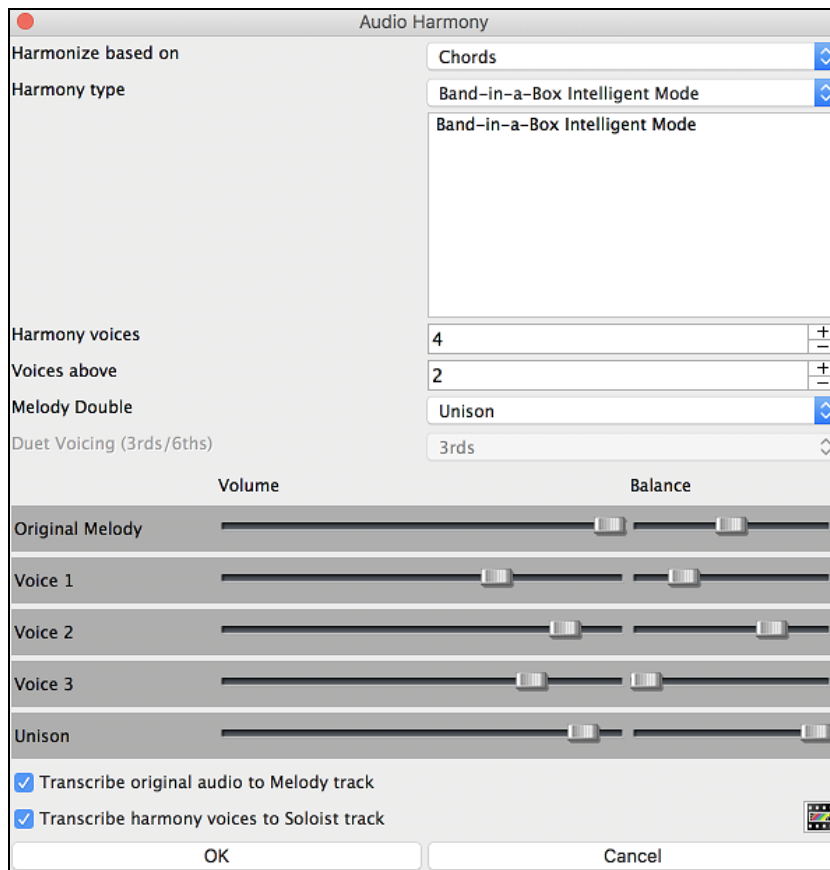 Audio Harmony
Harmonize based on
Chords
Harmony type
Band-in-a-Box Intelligent Mode
Band-in-a-Box Intelligent Mode
Harmony voices
4
+
−
Voices above
2
+
−
Melody Double
Unison
Duet Voicing (3rds/6ths)
3rds
Volume Balance
Original Melody
Voice 1
Voice 2
Voice 3
Unison
Transcribe original audio to Melody track
Transcribe harmony voices to Soloist track
OK Cancel